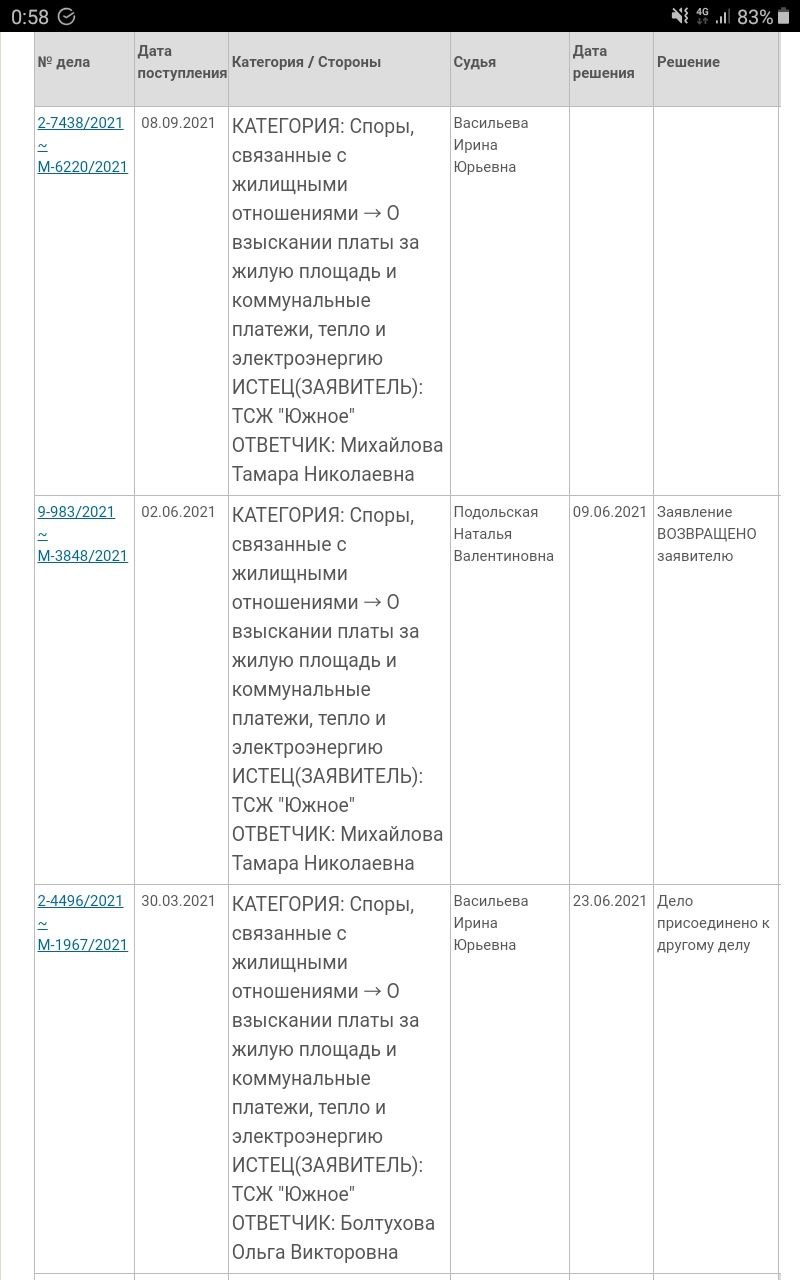 0:58 4G 83%
№ дела
Дата
поступления
Категория / Стороны
Судья
Дата
решения
Решение
2-7438/2021
~
М-6220/2021
08.09.2021
КАТЕГОРИЯ: Споры,
связанные с
жилищными
отношениями → О
взыскании платы за
жилую площадь и
коммунальные
платежи, тепло и
электроэнергию
ИСТЕЦ(ЗАЯВИТЕЛЬ):
ТСЖ "Южное"
ОТВЕТЧИК: Михайлова
Тамара Николаевна
Васильева
Ирина
Юрьевна
9-983/2021
~
М-3848/2021
02.06.2021
КАТЕГОРИЯ: Споры,
связанные с
жилищными
отношениями → О
взыскании платы за
жилую площадь и
коммунальные
платежи, тепло и
электроэнергию
ИСТЕЦ(ЗАЯВИТЕЛЬ):
ТСЖ "Южное"
ОТВЕТЧИК: Михайлова
Тамара Николаевна
Подольская
Наталья
Валентиновна
09.06.2021
Заявление
ВОЗВРАЩЕНО
заявителю
2-4496/2021
~
М-1967/2021
30.03.2021
КАТЕГОРИЯ: Споры,
связанные с
жилищными
отношениями → О
взыскании платы за
жилую площадь и
коммунальные
платежи, тепло и
электроэнергию
ИСТЕЦ(ЗАЯВИТЕЛЬ):
ТСЖ "Южное"
ОТВЕТЧИК: Болтухова
Ольга Викторовна
Васильева
Ирина
Юрьевна
23.06.2021
Дело
присоединено к
другому делу